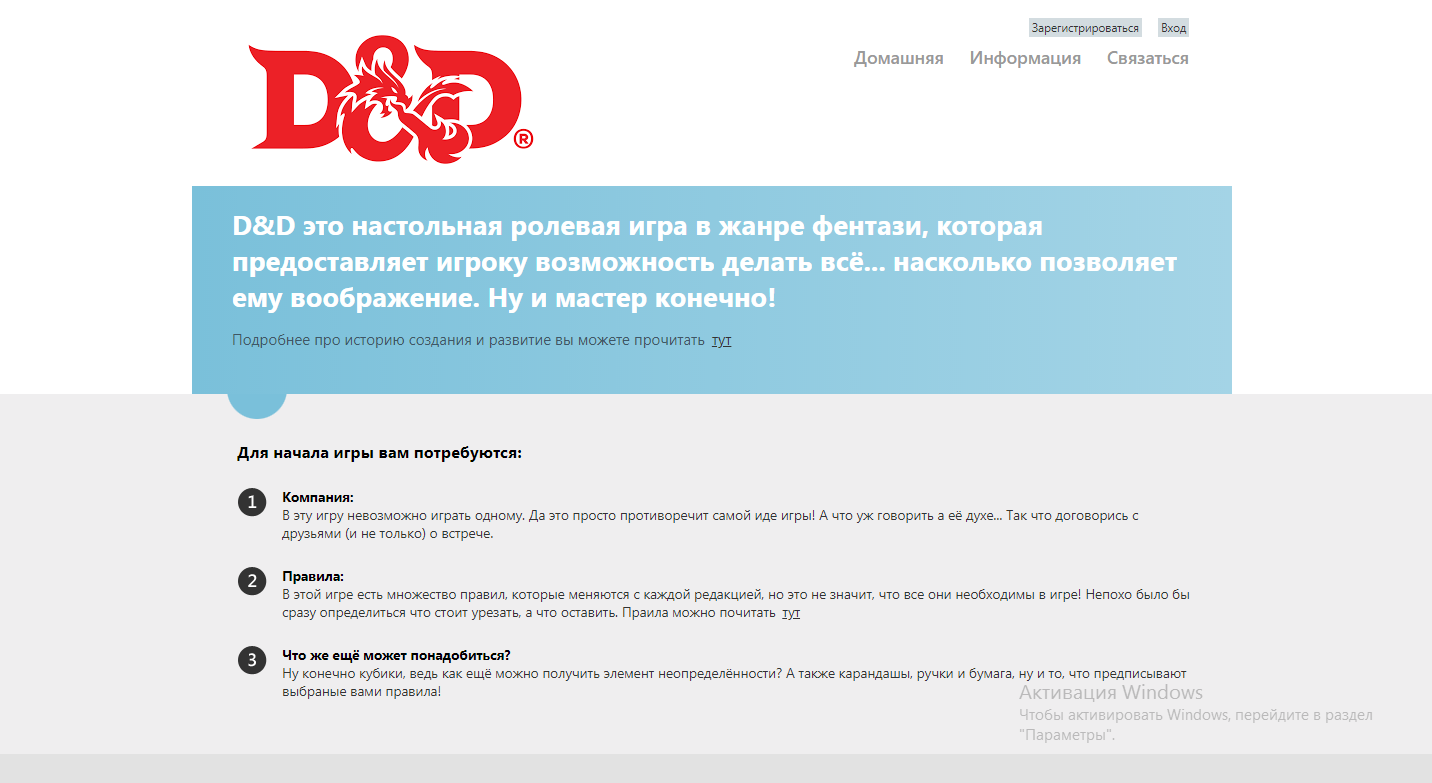 Зарегистрироваться Вход
D&D®
Домашняя Информация Связаться
D&D это настольная ролевая игра в жанре фентази, которая
предоставляет игроку возможность делать всё... насколько позволяет
ему воображение. Ну и мастер конечно!
Подробнее про историю создания и развитие вы можете прочитать тут
Для начала игры вам потребуются:
1 Компания:
В эту игру невозможно играть одному. Да это просто противоречит самой иде игры! А что уж говорить а её духе... Так что договорись с
друзьями (и не только) о встрече.
2 Правила:
В этой игре есть множество правил, которые меняются с каждой редакцией, но это не значит, что все они необходимы в игре! Непохо было бы
сразу определиться что стоит урезать, а что оставить. Праила можно почитать тут
3 Что же ещё может понадобиться?
Ну конечно кубики, ведь как ещё можно получить элемент неопределённости? А также карандашы, ручки и бумага, ну и то, что предписывают
выбраные вами правила!
Активация Windows
Чтобы активировать Windows, перейдите в раздел
"Параметры".